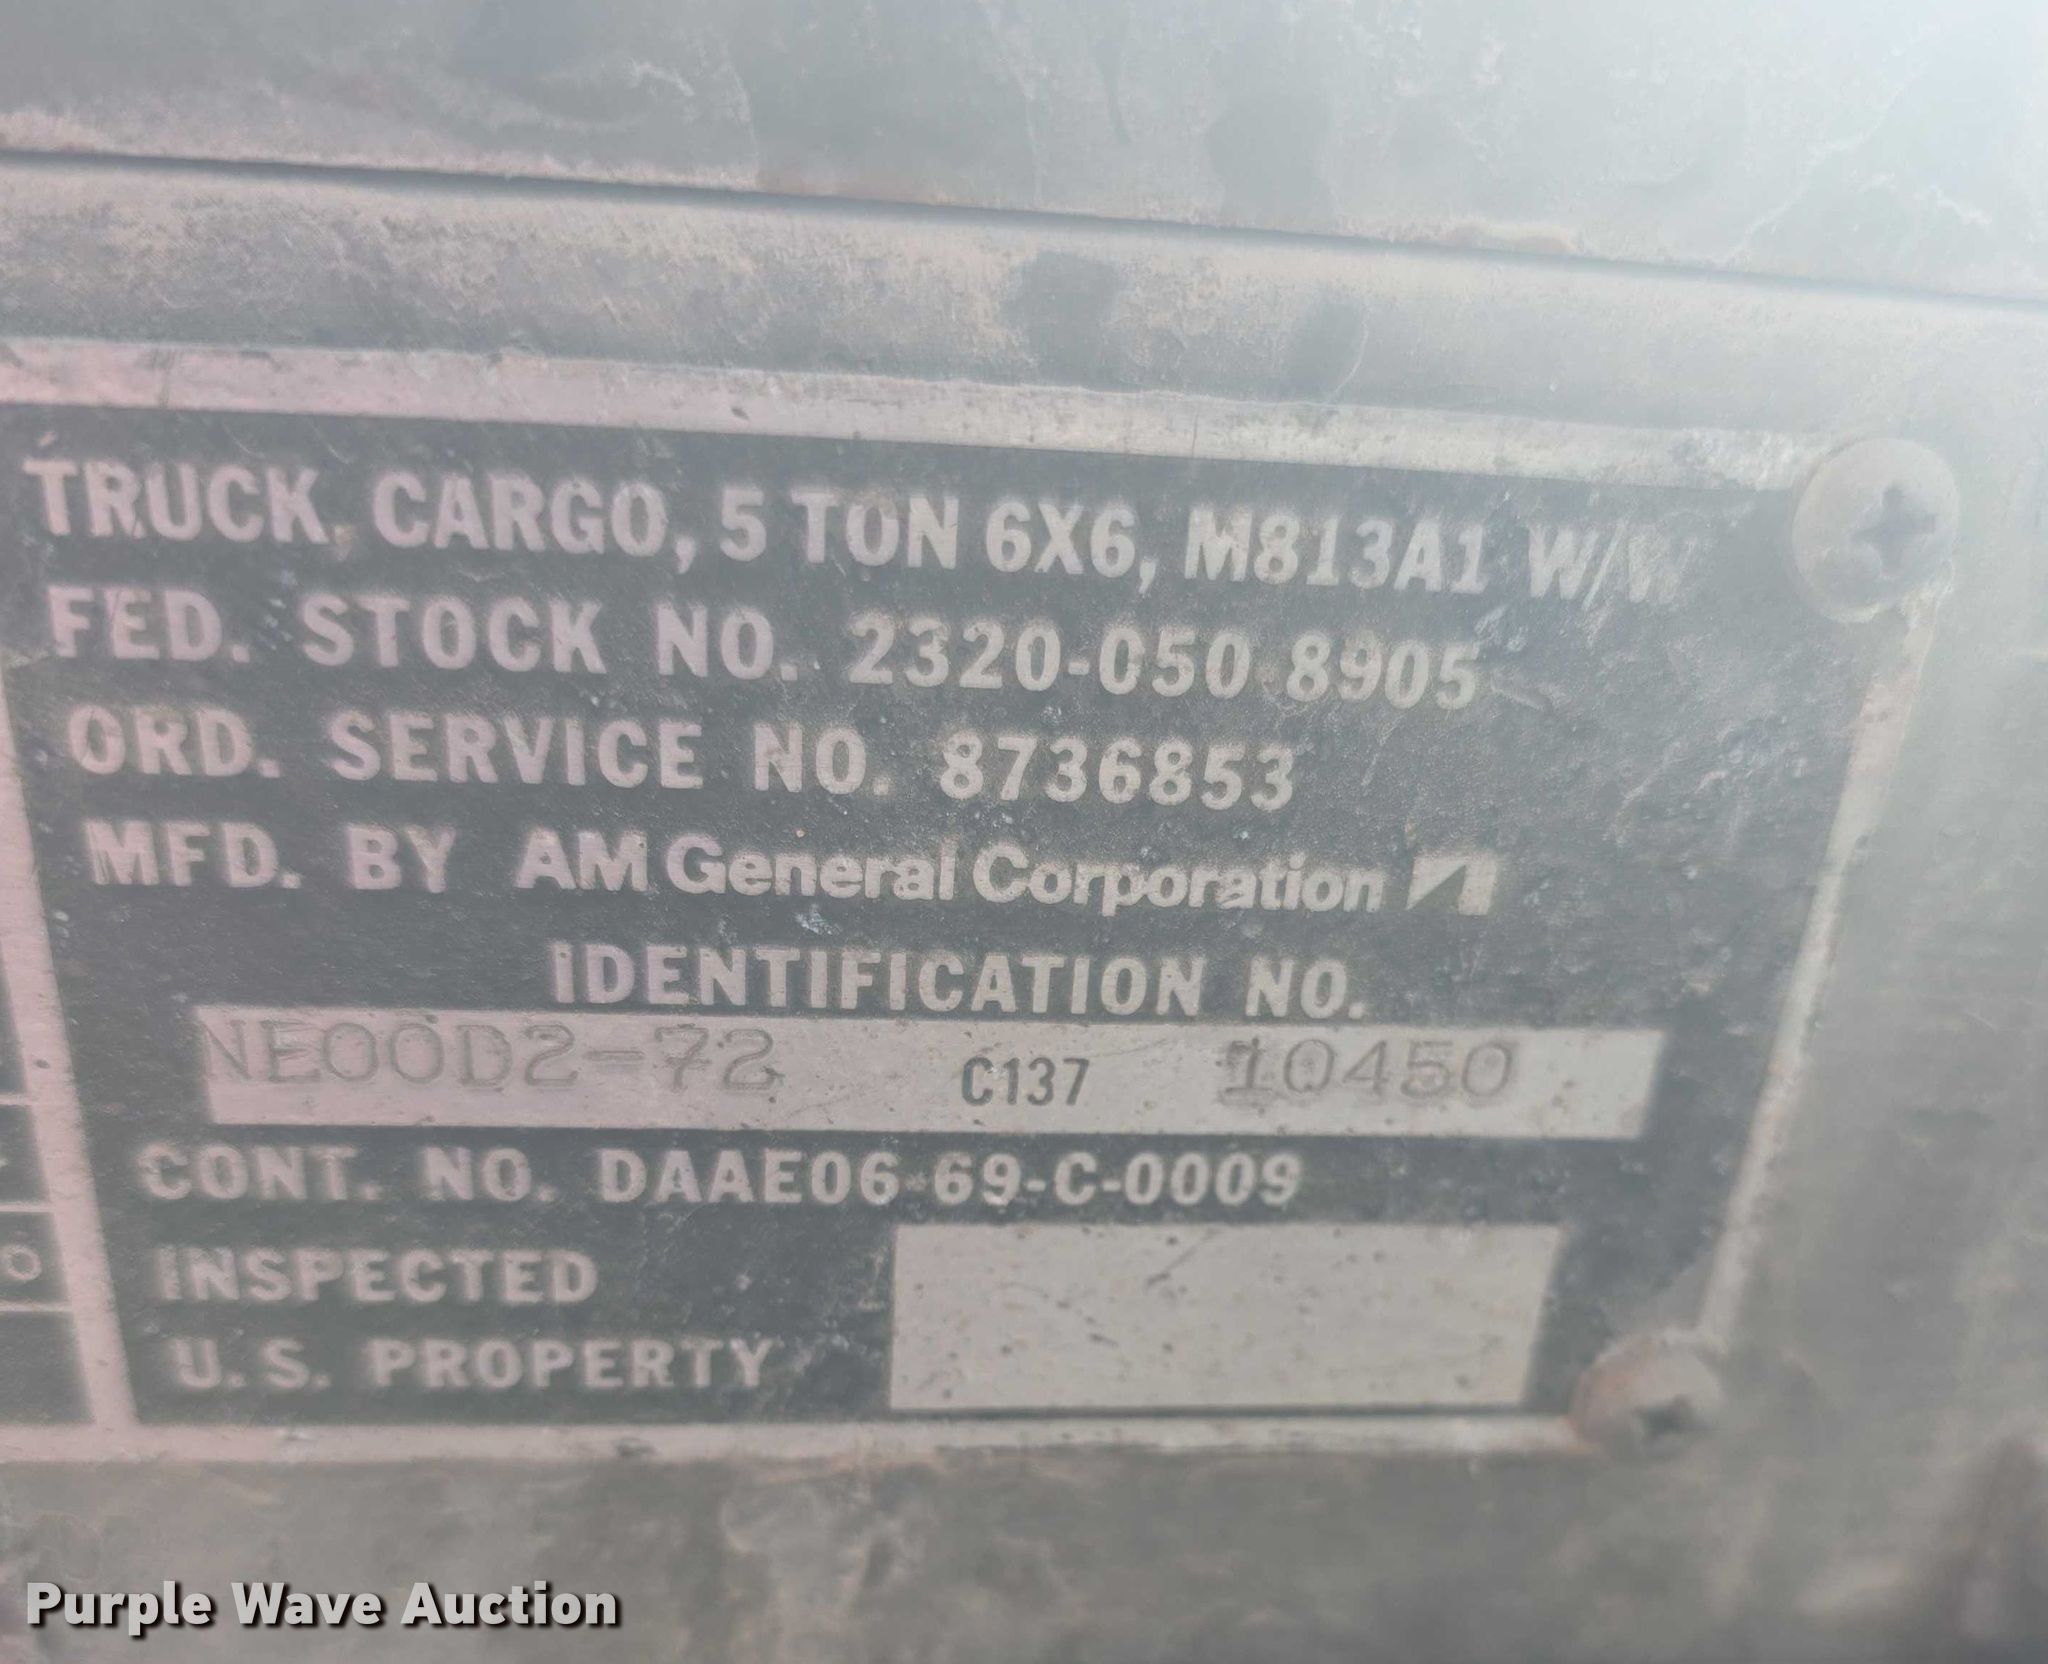 TRUCK, CARGO, 5 TON 6X6, M813A1 W/W
FED. STOCK NO. 2320-050-8905
ORD. SERVICE NO. 8736853
MFD. BY AM General Corporation
IDENTIFICATION NO.
NE00D2-72 C137 10450
CONT. NO. DAAE06-69-C-0009
INSPECTED
U.S. PROPERTY
Purple Wave Auction